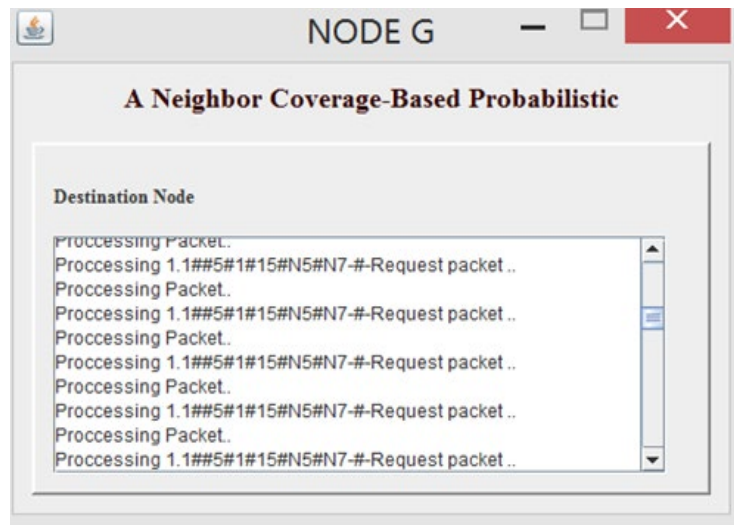 NODE G
A Neighbor Coverage-Based Probabilistic
Destination Node
Proccessing Packet..
Proccessing 1.1##5#1#15#N5#N7-#-Request packet ..
Proccessing Packet..
Proccessing 1.1##5#1#15#N5#N7-#-Request packet ..
Proccessing Packet..
Proccessing 1.1##5#1#15#N5#N7-#-Request packet ..
Proccessing Packet..
Proccessing 1.1##5#1#15#N5#N7-#-Request packet ..
Proccessing Packet..
Proccessing 1.1##5#1#15#N5#N7-#-Request packet ..